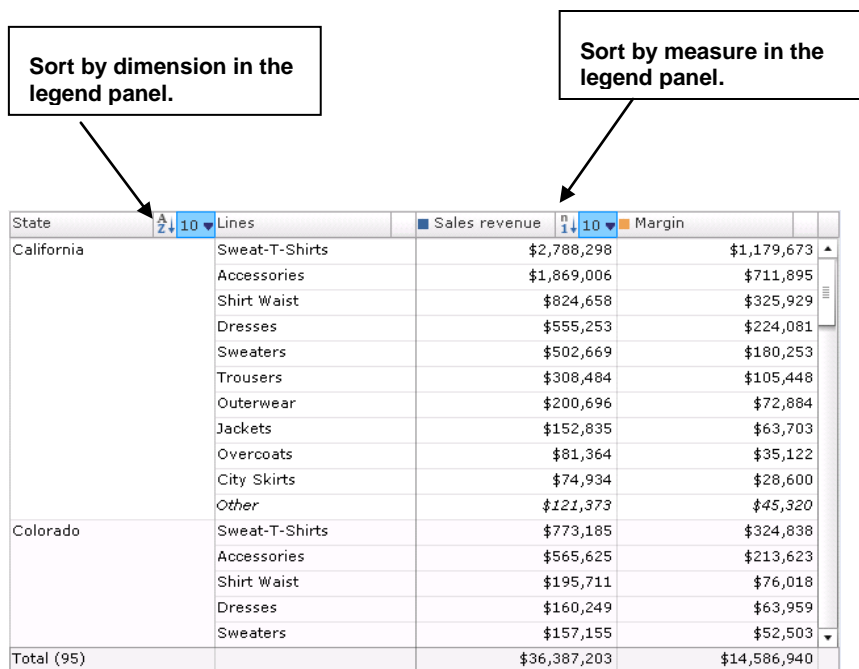 Sort by dimension in the
legend panel.
Sort by measure in the
legend panel.
State A Z 10 Lines Sales revenue n 1 10 Margin
California Sweat-T-Shirts $2,788,298 $1,179,673
Accessories $1,869,006 $711,895
Shirt Waist $824,658 $325,929
Dresses $555,253 $224,081
Sweaters $502,669 $180,253
Trousers $308,484 $105,448
Outerwear $200,696 $72,884
Jackets $152,835 $63,703
Overcoats $81,364 $35,122
City Skirts $74,934 $28,600
Other $121,373 $45,320
Colorado Sweat-T-Shirts $773,185 $324,838
Accessories $565,625 $213,623
Shirt Waist $195,711 $76,018
Dresses $160,249 $63,959
Sweaters $157,155 $52,503
Total (95) $36,387,203 $14,586,940